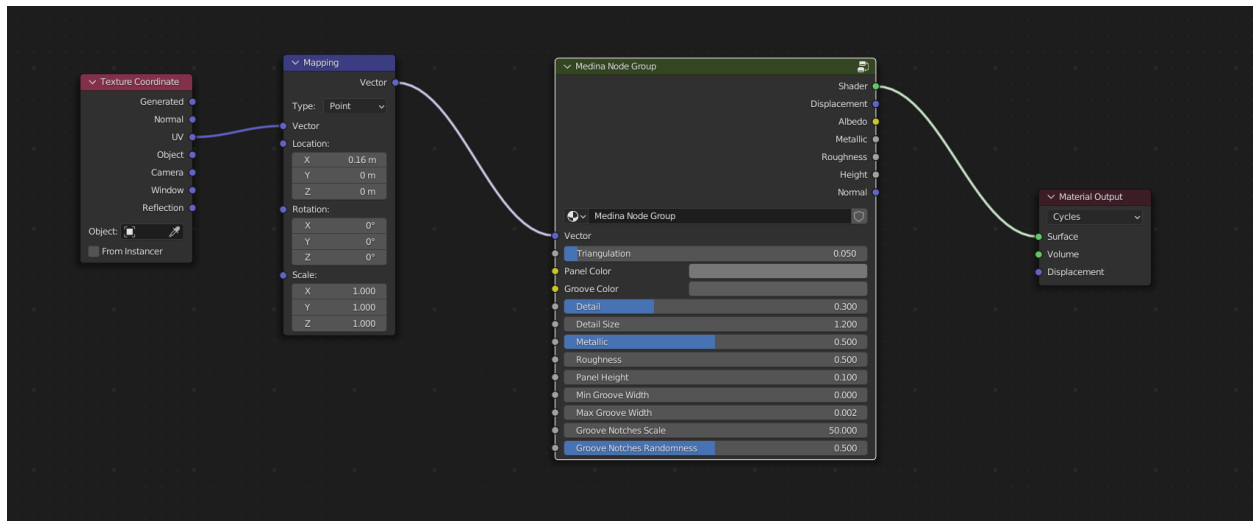 Texture Coordinate
Generated
Normal
UV
Object
Camera
Window
Reflection
Object:
From Instancer
Mapping
Vector
Type: Point
Vector
Location:
X 0.16 m
Y 0 m
Z 0 m
Rotation:
X 0°
Y 0°
Z 0°
Scale:
X 1.000
Y 1.000
Z 1.000
Medina Node Group
Shader
Displacement
Albedo
Metallic
Roughness
Height
Normal
Medina Node Group
Vector
Triangulation 0.050
Panel Color
Groove Color
Detail 0.300
Detail Size 1.200
Metallic 0.500
Roughness 0.500
Panel Height 0.100
Min Groove Width 0.000
Max Groove Width 0.002
Groove Notches Scale 50.000
Groove Notches Randomness 0.500
Material Output
Cycles
Surface
Volume
Displacement